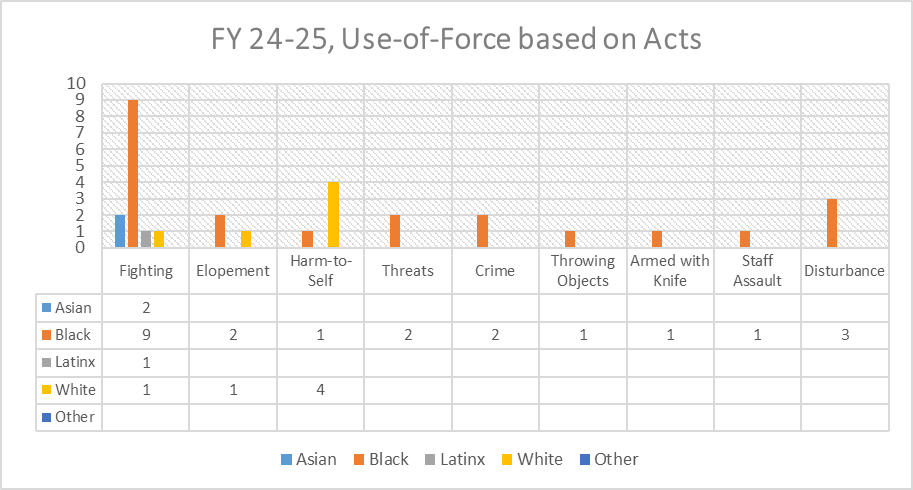 FY 24-25, Use-of-Force based on Acts
10
9
8
7
6
5
4
3
2
1
0
Fighting Elopement Harm-to-Self Threats Crime Throwing Objects Armed with Knife Staff Assault Disturbance
Asian 2
Black 9 2 1 2 2 1 1 1 3
Latinx 1
White 1 1 4
Other
Asian Black Latinx White Other